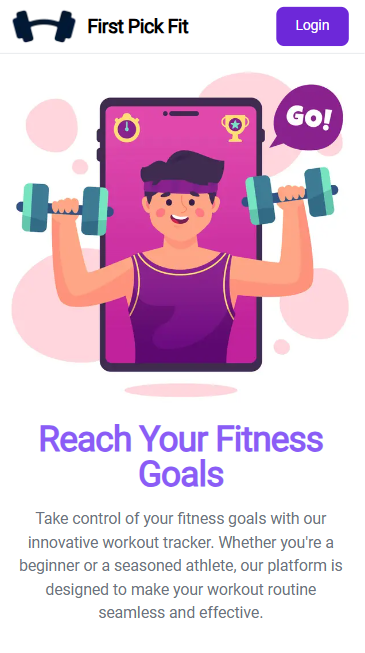 First Pick Fit
Login
GO!
Reach Your Fitness
Goals
Take control of your fitness goals with our
innovative workout tracker. Whether you're a
beginner or a seasoned athlete, our platform is
designed to make your workout routine
seamless and effective.